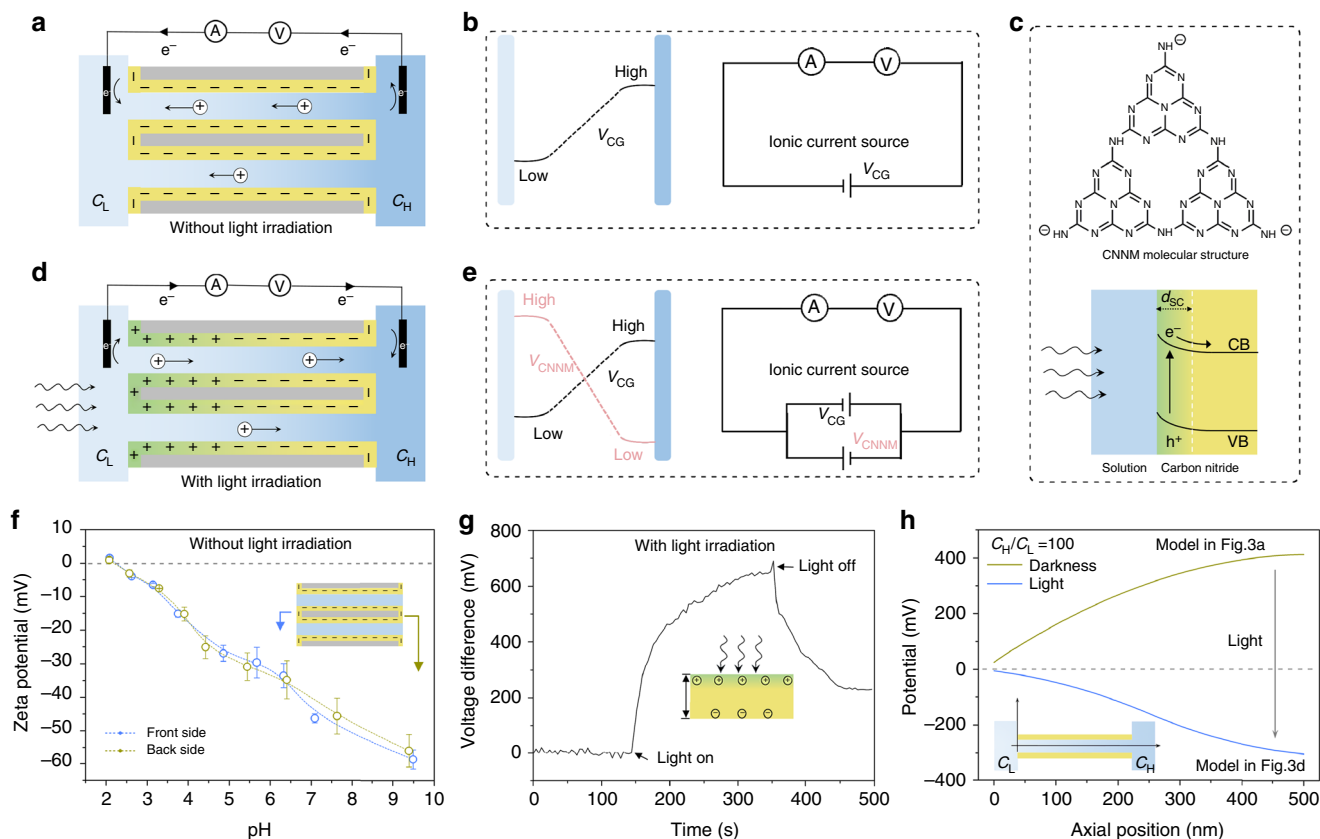 a
A V
e⁻ e⁻
e⁻ e⁻
+ +
+
C_L C_H
Without light irradiation
b
High
V_CG
Low
A V
Ionic current source
V_CG
c
NH ⊖
N N N
N N N N
N N N
HN NH
N N N N N N
N N N N N N N N
⊖ HN N N N NH N N N NH ⊖
CNNM molecular structure
d_SC
e⁻
CB
h⁺ VB
Solution Carbon nitride
d
A V
e⁻ e⁻
e⁻ e⁻
C_L C_H
With light irradiation
e
High
High
V_CNNM
V_CG
Low
Low
A V
Ionic current source
V_CG
V_CNNM
f
Without light irradiation
Zeta potential (mV)
10
0
−10
−20
−30
−40
−50
−60
Front side
Back side
2 3 4 5 6 7 8 9 10
pH
g
With light irradiation
Voltage difference (mV)
800
600
400
200
0
Light off
Light on
0 100 200 300 400 500
Time (s)
h
C_H/C_L =100
Darkness
Light
Model in Fig.3a
Light
Potential (mV)
400
200
0
−200
−400
C_L C_H
Model in Fig.3d
0 100 200 300 400 500
Axial position (nm)